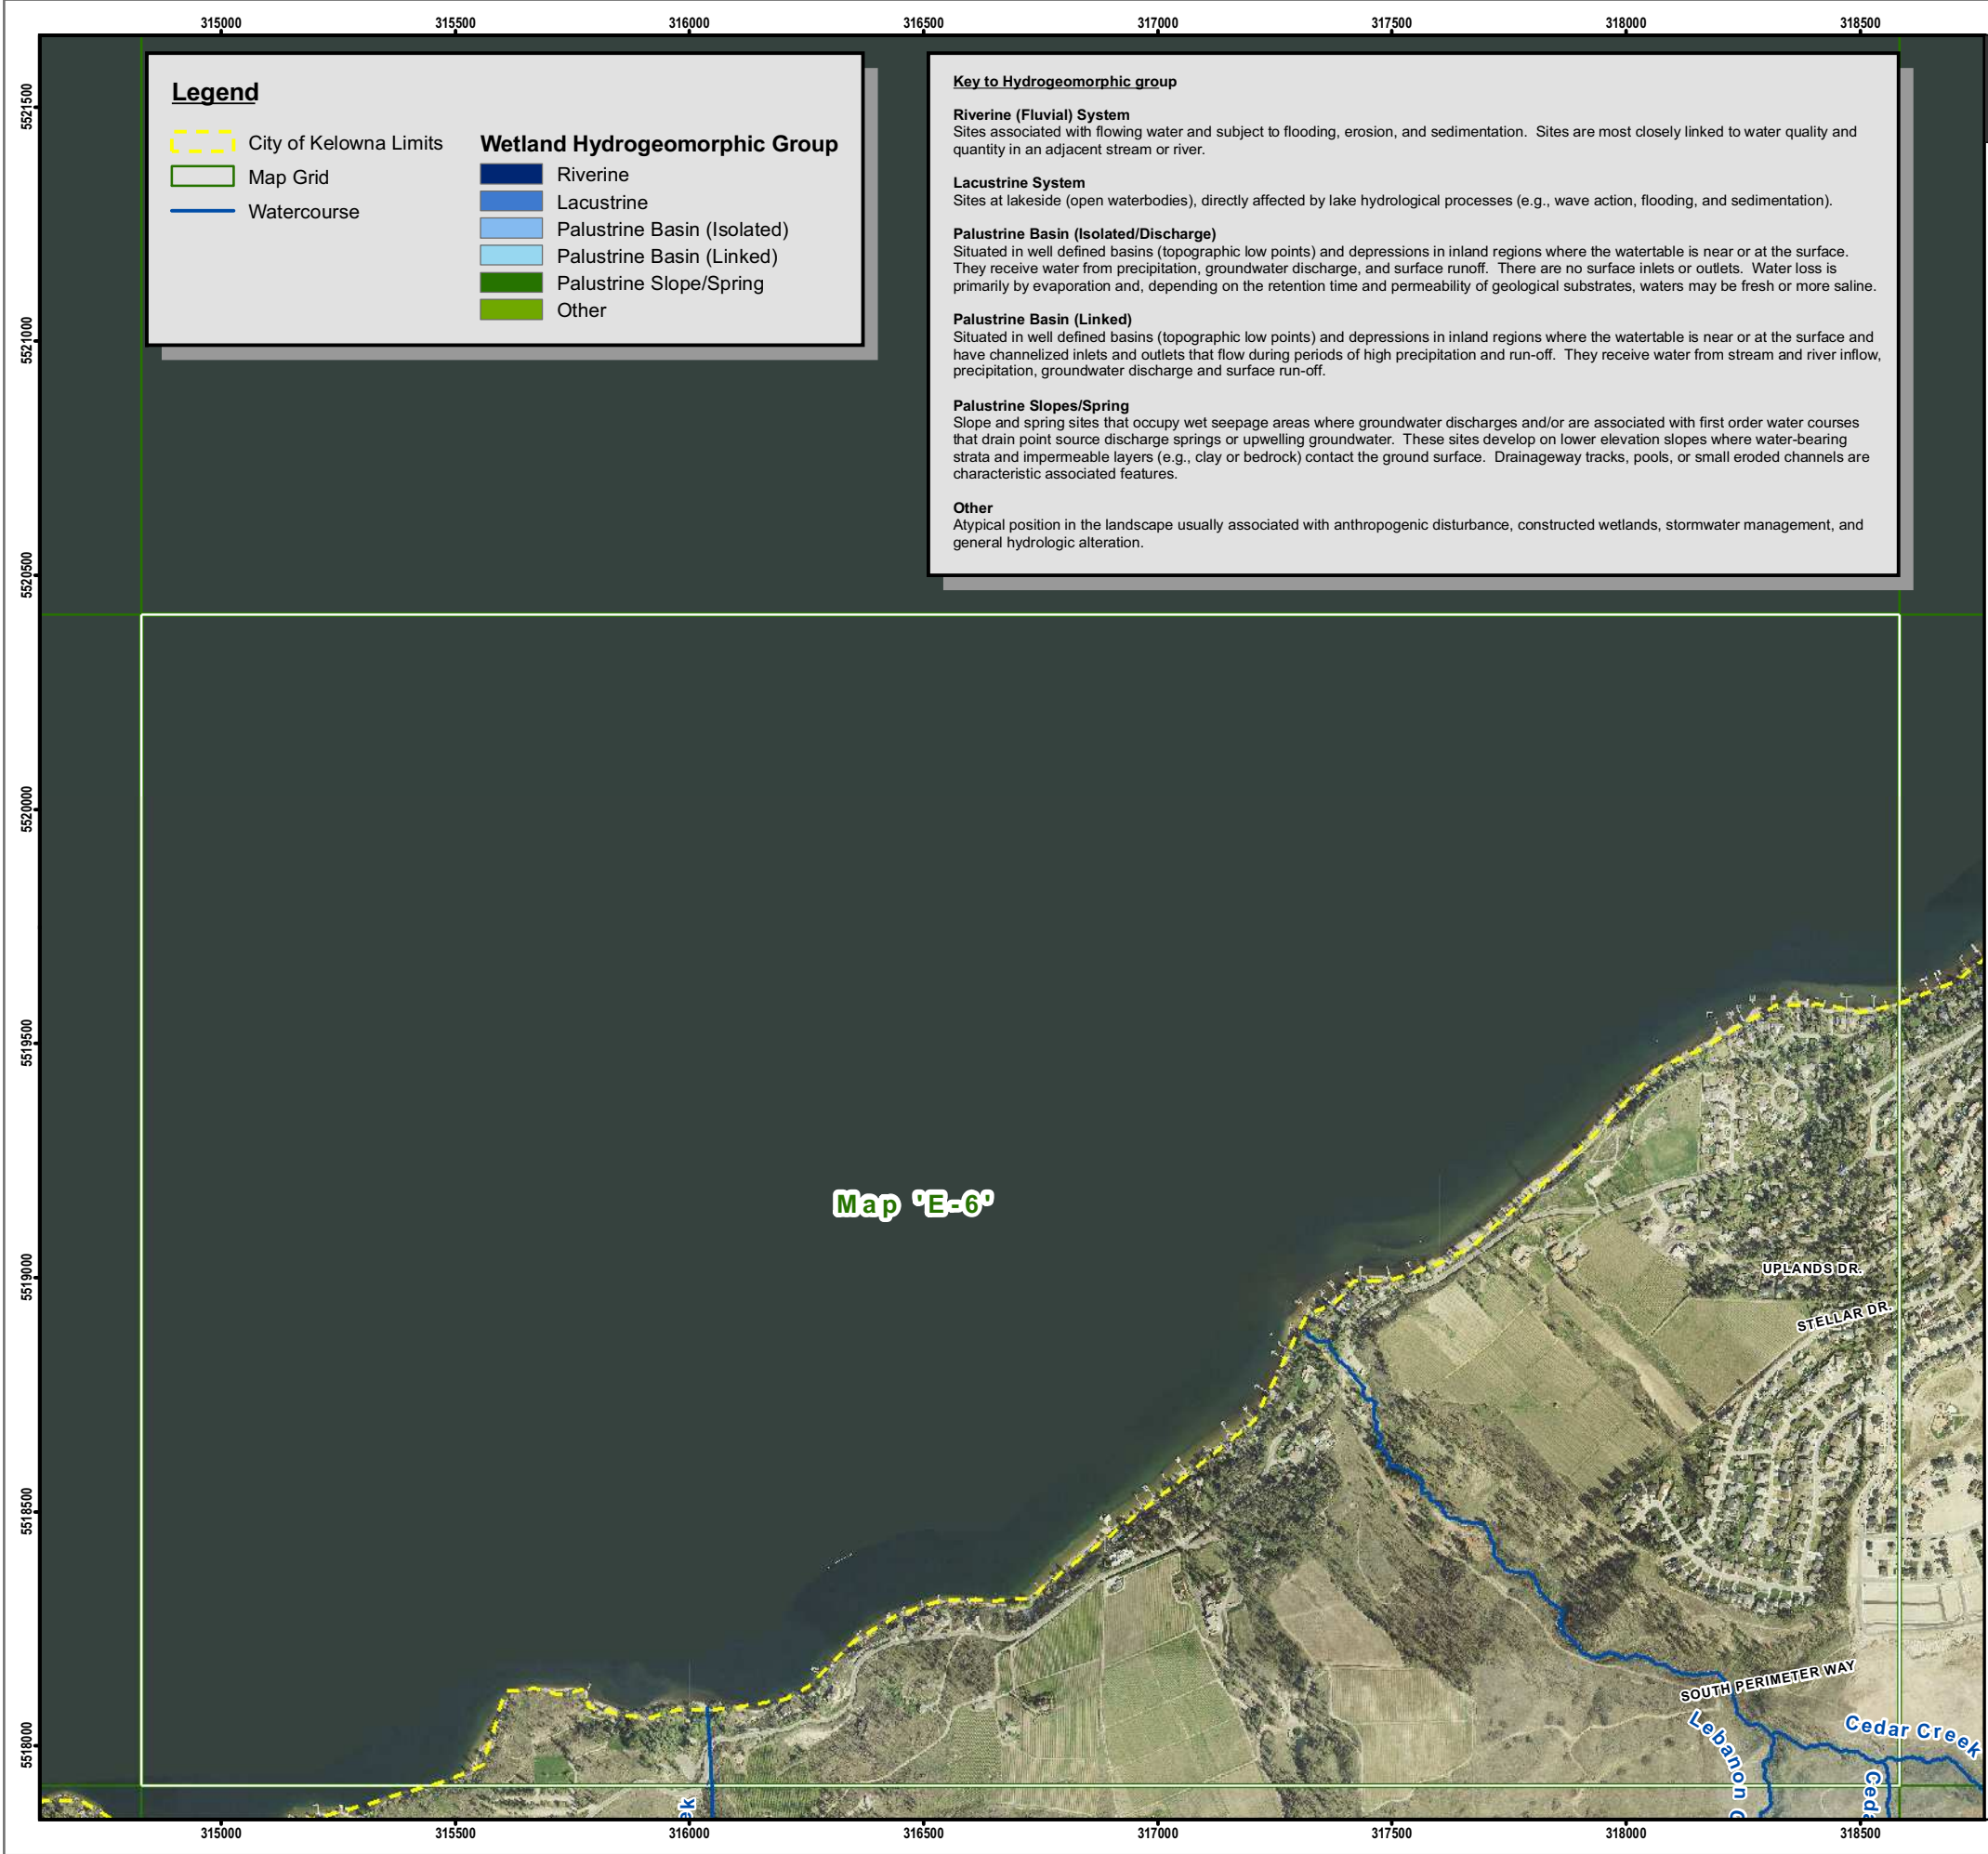 315000 315500 316000 316500 317000 317500 318000 318500
5521500
5521000
5520500
5520000
5519500
5519000
5518500
5518000
Legend
City of Kelowna Limits
Map Grid
Watercourse
Wetland Hydrogeomorphic Group
Riverine
Lacustrine
Palustrine Basin (Isolated)
Palustrine Basin (Linked)
Palustrine Slope/Spring
Other
Key to Hydrogeomorphic group
Riverine (Fluvial) System
Sites associated with flowing water and subject to flooding, erosion, and sedimentation. Sites are most closely linked to water quality and
quantity in an adjacent stream or river.
Lacustrine System
Sites at lakeside (open waterbodies), directly affected by lake hydrological processes (e.g., wave action, flooding, and sedimentation).
Palustrine Basin (Isolated/Discharge)
Situated in well defined basins (topographic low points) and depressions in inland regions where the watertable is near or at the surface.
They receive water from precipitation, groundwater discharge, and surface runoff. There are no surface inlets or outlets. Water loss is
primarily by evaporation and, depending on the retention time and permeability of geological substrates, waters may be fresh or more saline.
Palustrine Basin (Linked)
Situated in well defined basins (topographic low points) and depressions in inland regions where the watertable is near or at the surface and
have channelized inlets and outlets that flow during periods of high precipitation and run-off. They receive water from stream and river inflow,
precipitation, groundwater discharge and surface run-off.
Palustrine Slopes/Spring
Slope and spring sites that occupy wet seepage areas where groundwater discharges and/or are associated with first order water courses
that drain point source discharge springs or upwelling groundwater. These sites develop on lower elevation slopes where water-bearing
strata and impermeable layers (e.g., clay or bedrock) contact the ground surface. Drainageway tracks, pools, or small eroded channels are
characteristic associated features.
Other
Atypical position in the landscape usually associated with anthropogenic disturbance, constructed wetlands, stormwater management, and
general hydrologic alteration.
Map 'E-6'
UPLANDS DR.
STELLAR DR.
SOUTH PERIMETER WAY
Cedar Creek
Lebanon C
Ceda
ek
315000 315500 316000 316500 317000 317500 318000 318500